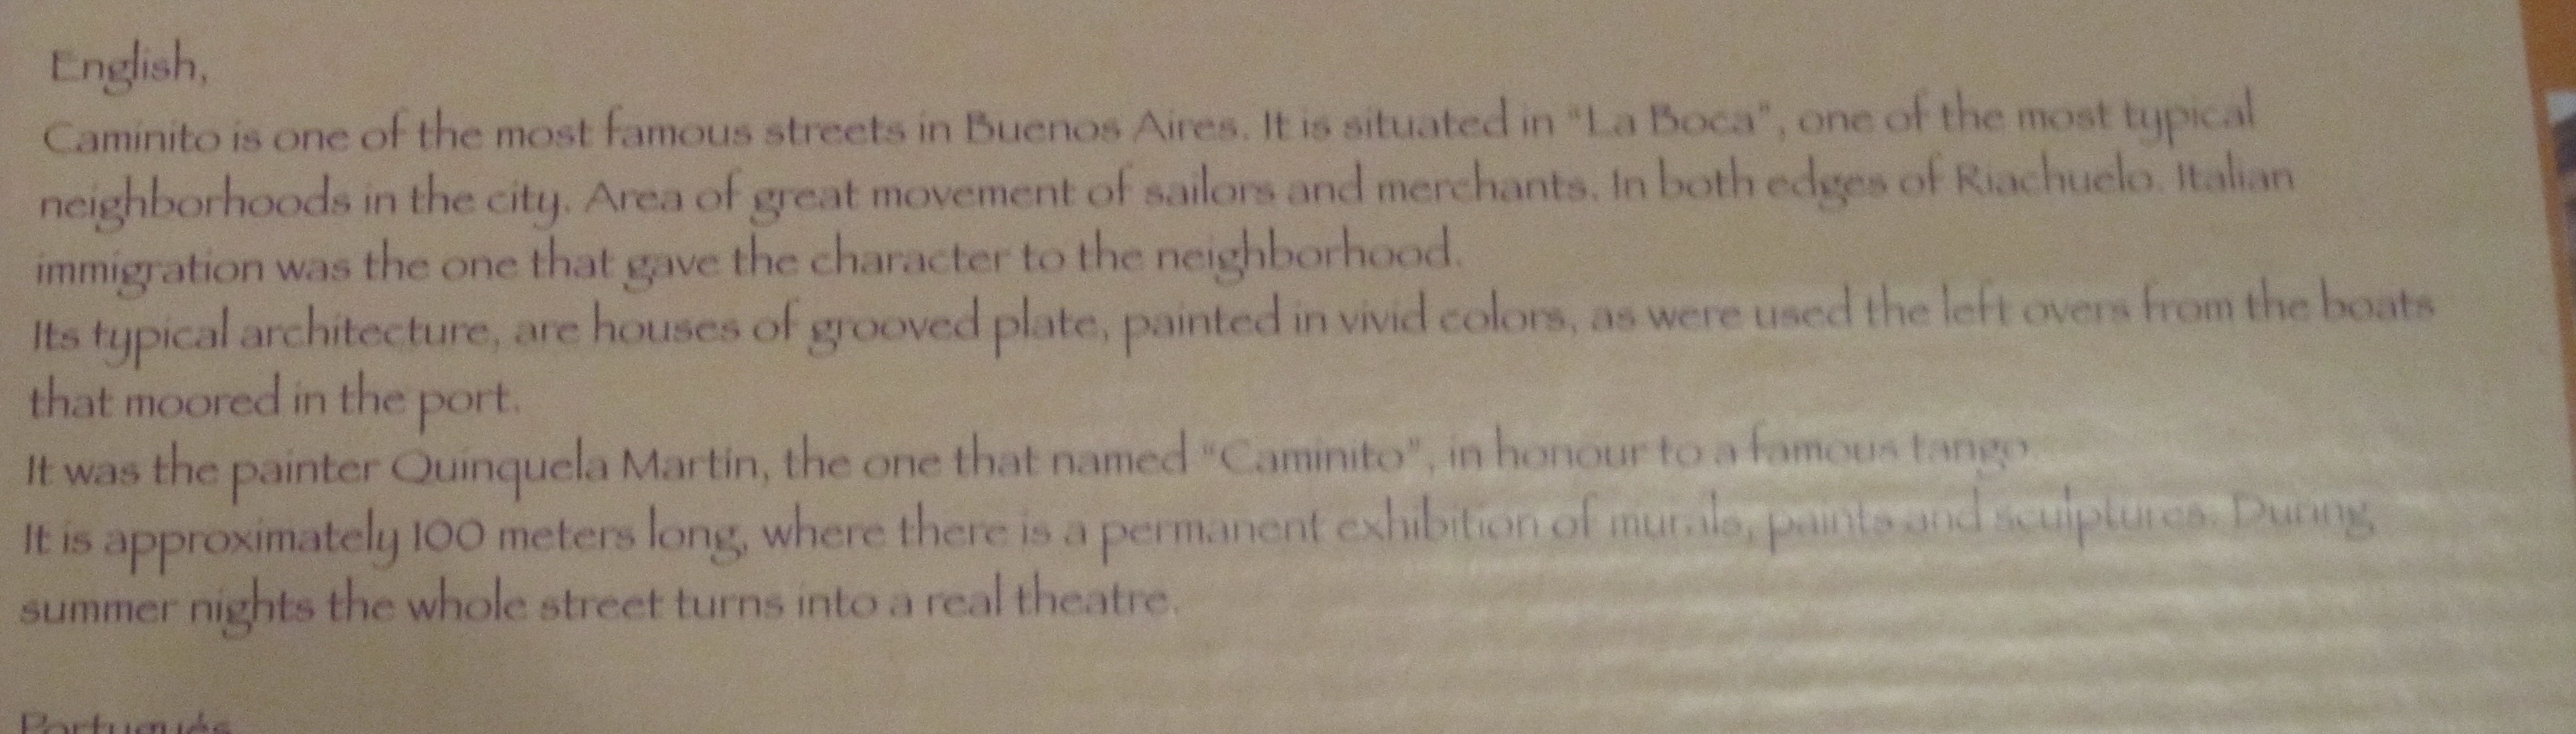 English,
Caminito is one of the most famous streets in Buenos Aires. It is situated in "La Boca", one of the most typical
neighborhoods in the city. Area of great movement of sailors and merchants. In both edges of Riachuelo. Italian
immigration was the one that gave the character to the neighborhood.
Its typical architecture, are houses of grooved plate, painted in vivid colors, as were used the left overs from the boats
that moored in the port.
It was the painter Quinquela Martín, the one that named "Caminito", in honour to a famous tango.
It is approximately 100 meters long, where there is a permanent exhibition of murals, paints and sculptures. During
summer nights the whole street turns into a real theatre.
Portugués